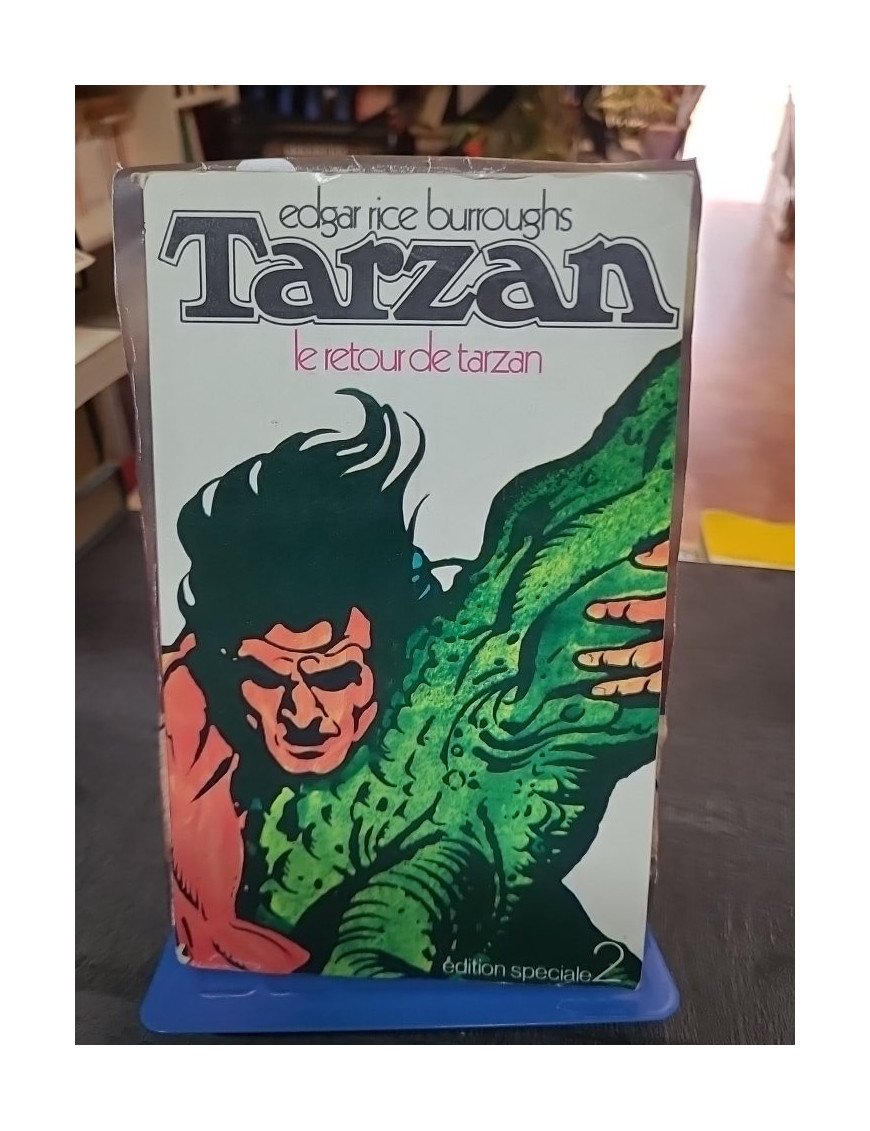 edgar rice burroughs
Tarzan
le retour de tarzan
édition speciale 2